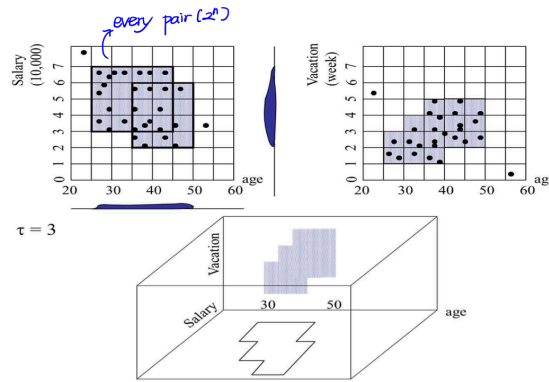 every pair (2ⁿ)
Salary
(10,000)
0 1 2 3 4 5 6 7
20 30 40 50 60
age
Vacation
(week)
0 1 2 3 4 5 6 7
20 30 40 50 60
ag
τ = 3
Vacation
Salary
30 50
age